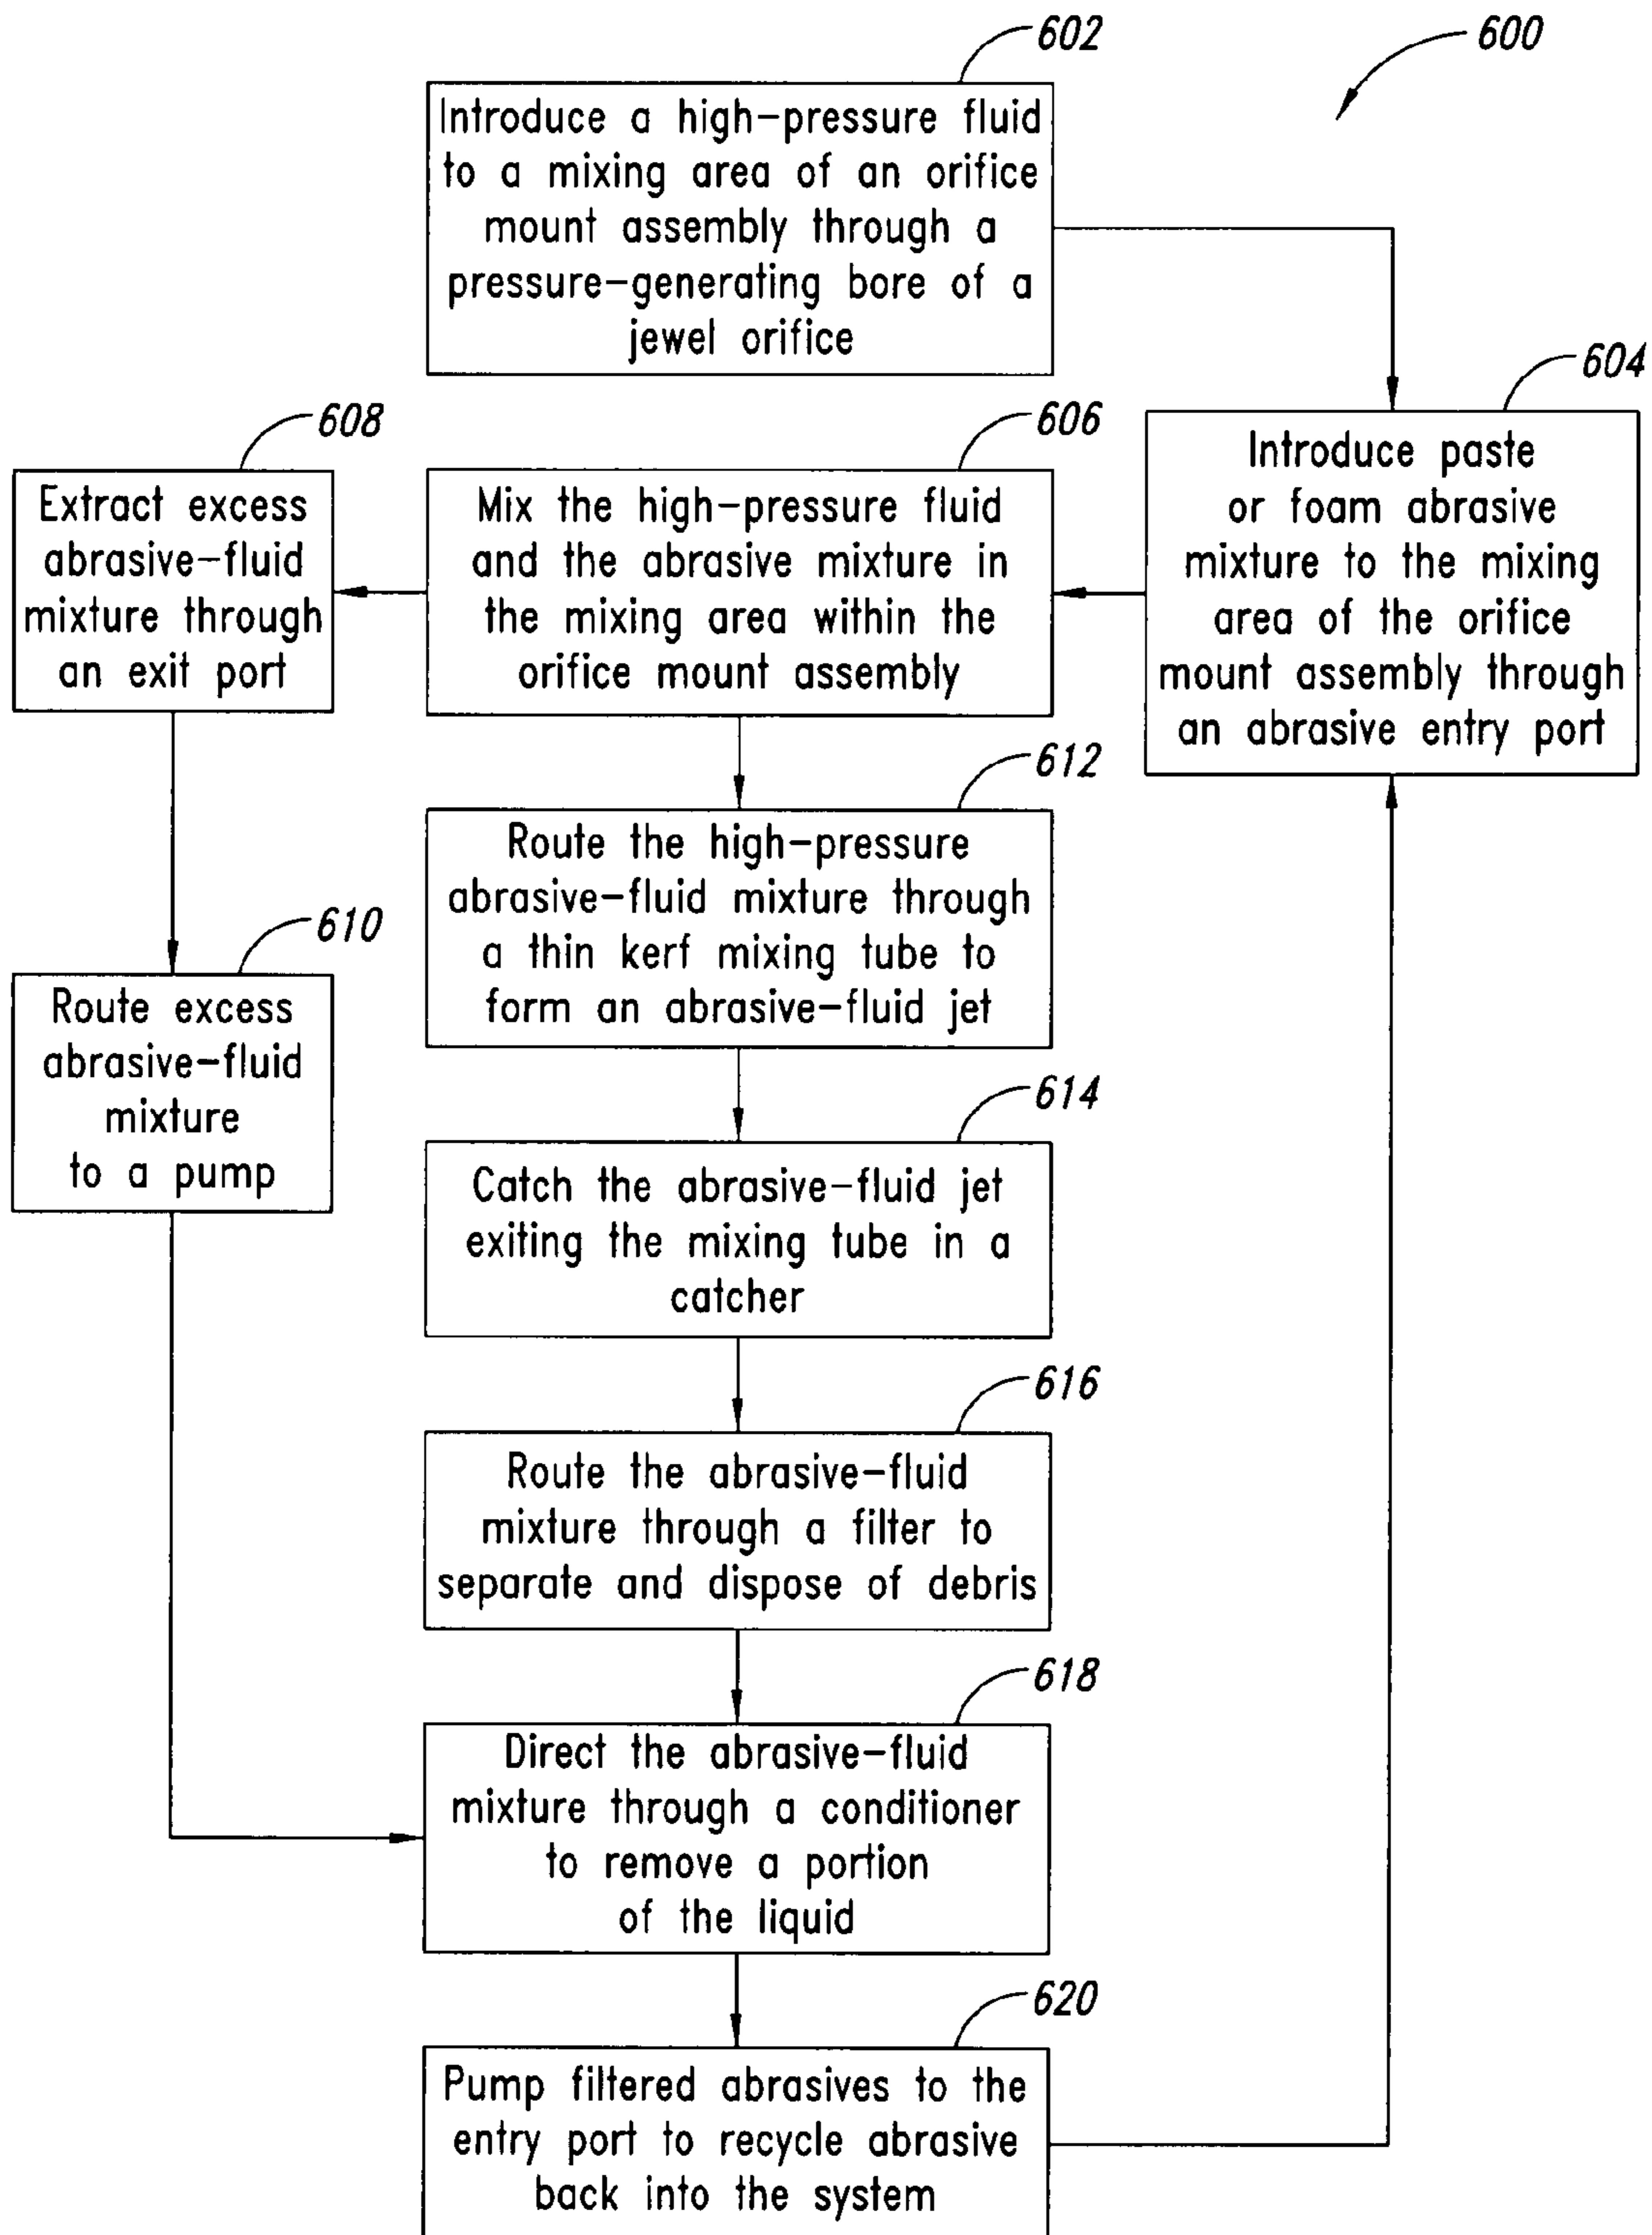 600
602
Introduce a high-pressure fluid
to a mixing area of an orifice
mount assembly through a
pressure-generating bore of a
jewel orifice
604
Introduce paste
or foam abrasive
mixture to the mixing
area of the orifice
mount assembly through
an abrasive entry port
606
Mix the high-pressure fluid
and the abrasive mixture in
the mixing area within the
orifice mount assembly
608
Extract excess
abrasive-fluid
mixture through
an exit port
610
Route excess
abrasive-fluid
mixture
to a pump
612
Route the high-pressure
abrasive-fluid mixture through
a thin kerf mixing tube to
form an abrasive-fluid jet
614
Catch the abrasive-fluid jet
exiting the mixing tube in a
catcher
616
Route the abrasive-fluid
mixture through a filter to
separate and dispose of debris
618
Direct the abrasive-fluid
mixture through a conditioner
to remove a portion
of the liquid
620
Pump filtered abrasives to the
entry port to recycle abrasive
back into the system